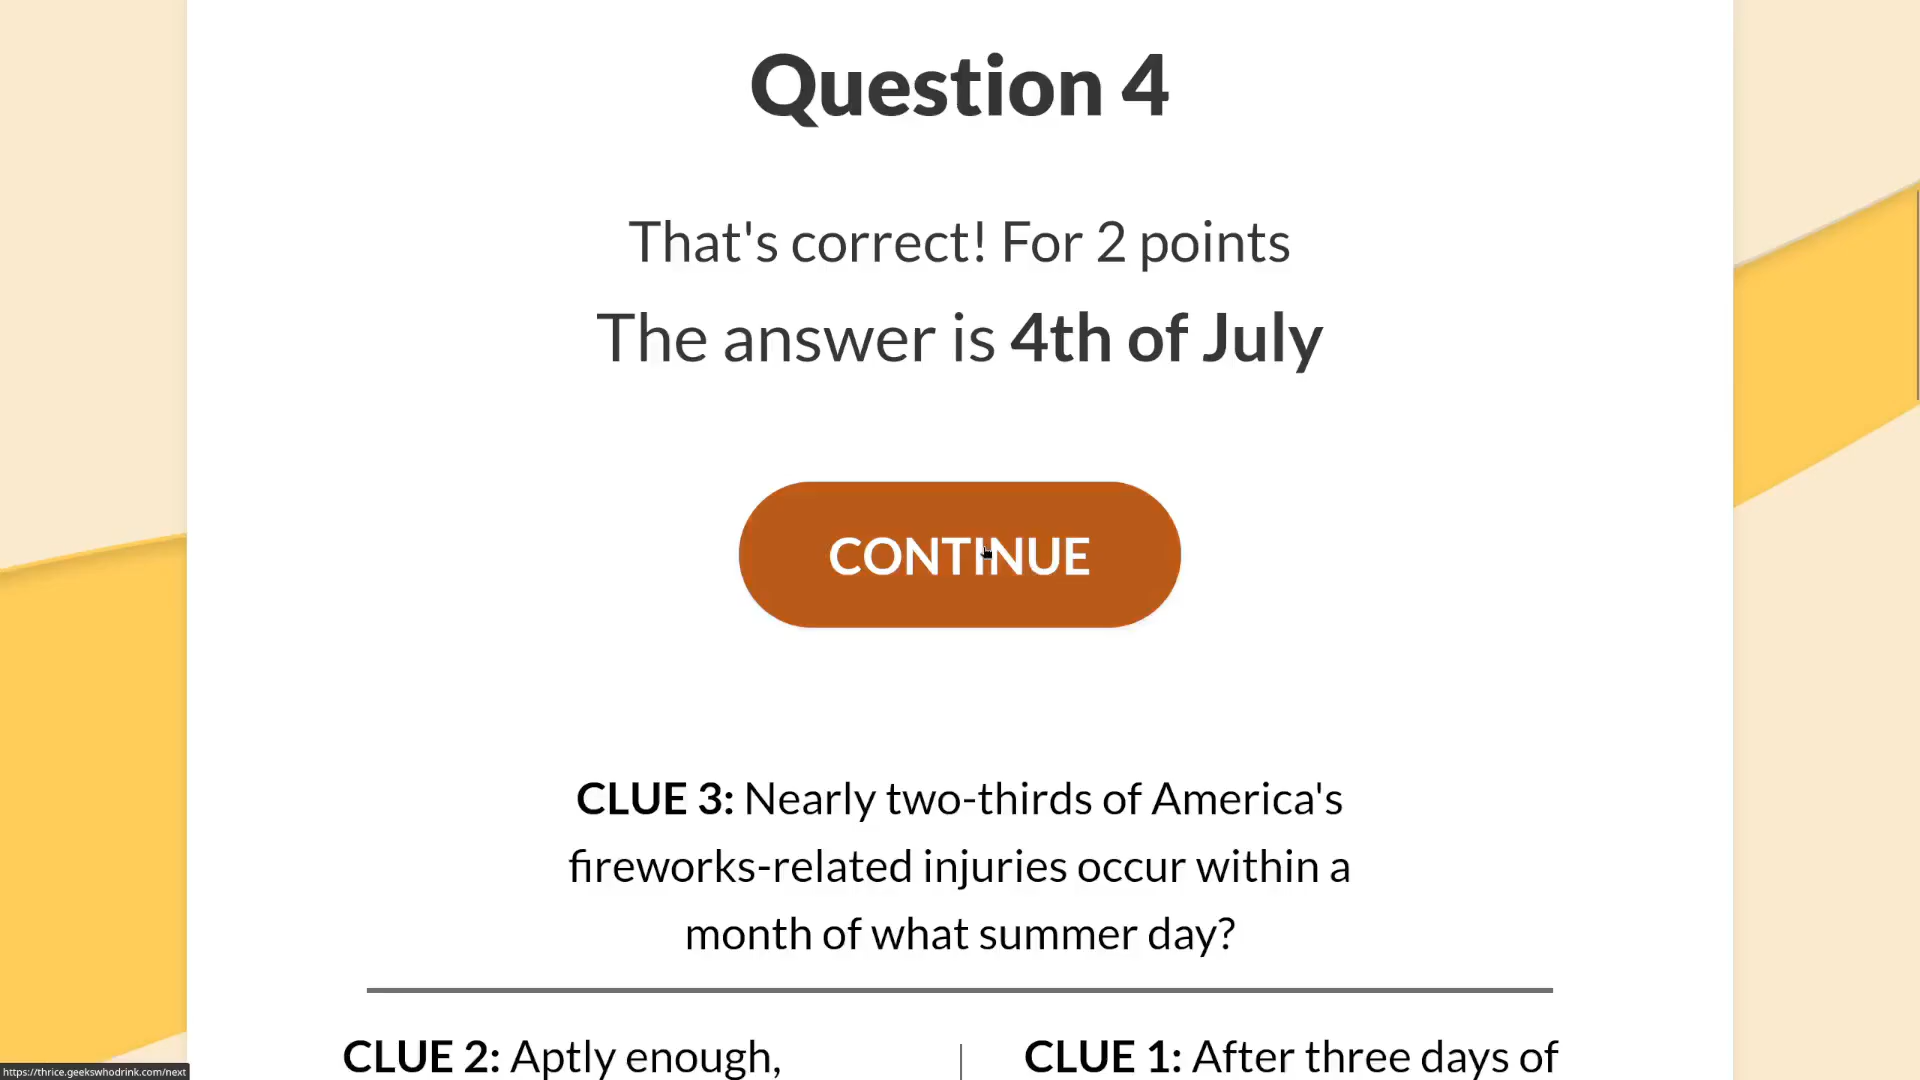 Question 4
That's correct! For 2 points
The answer is 4th of July
CONTINUE
CLUE 3: Nearly two-thirds of America's
fireworks-related injuries occur within a
month of what summer day?
CLUE 2: Aptly enough,
CLUE 1: After three days of
https://thrice.geekswhodrink.com/next